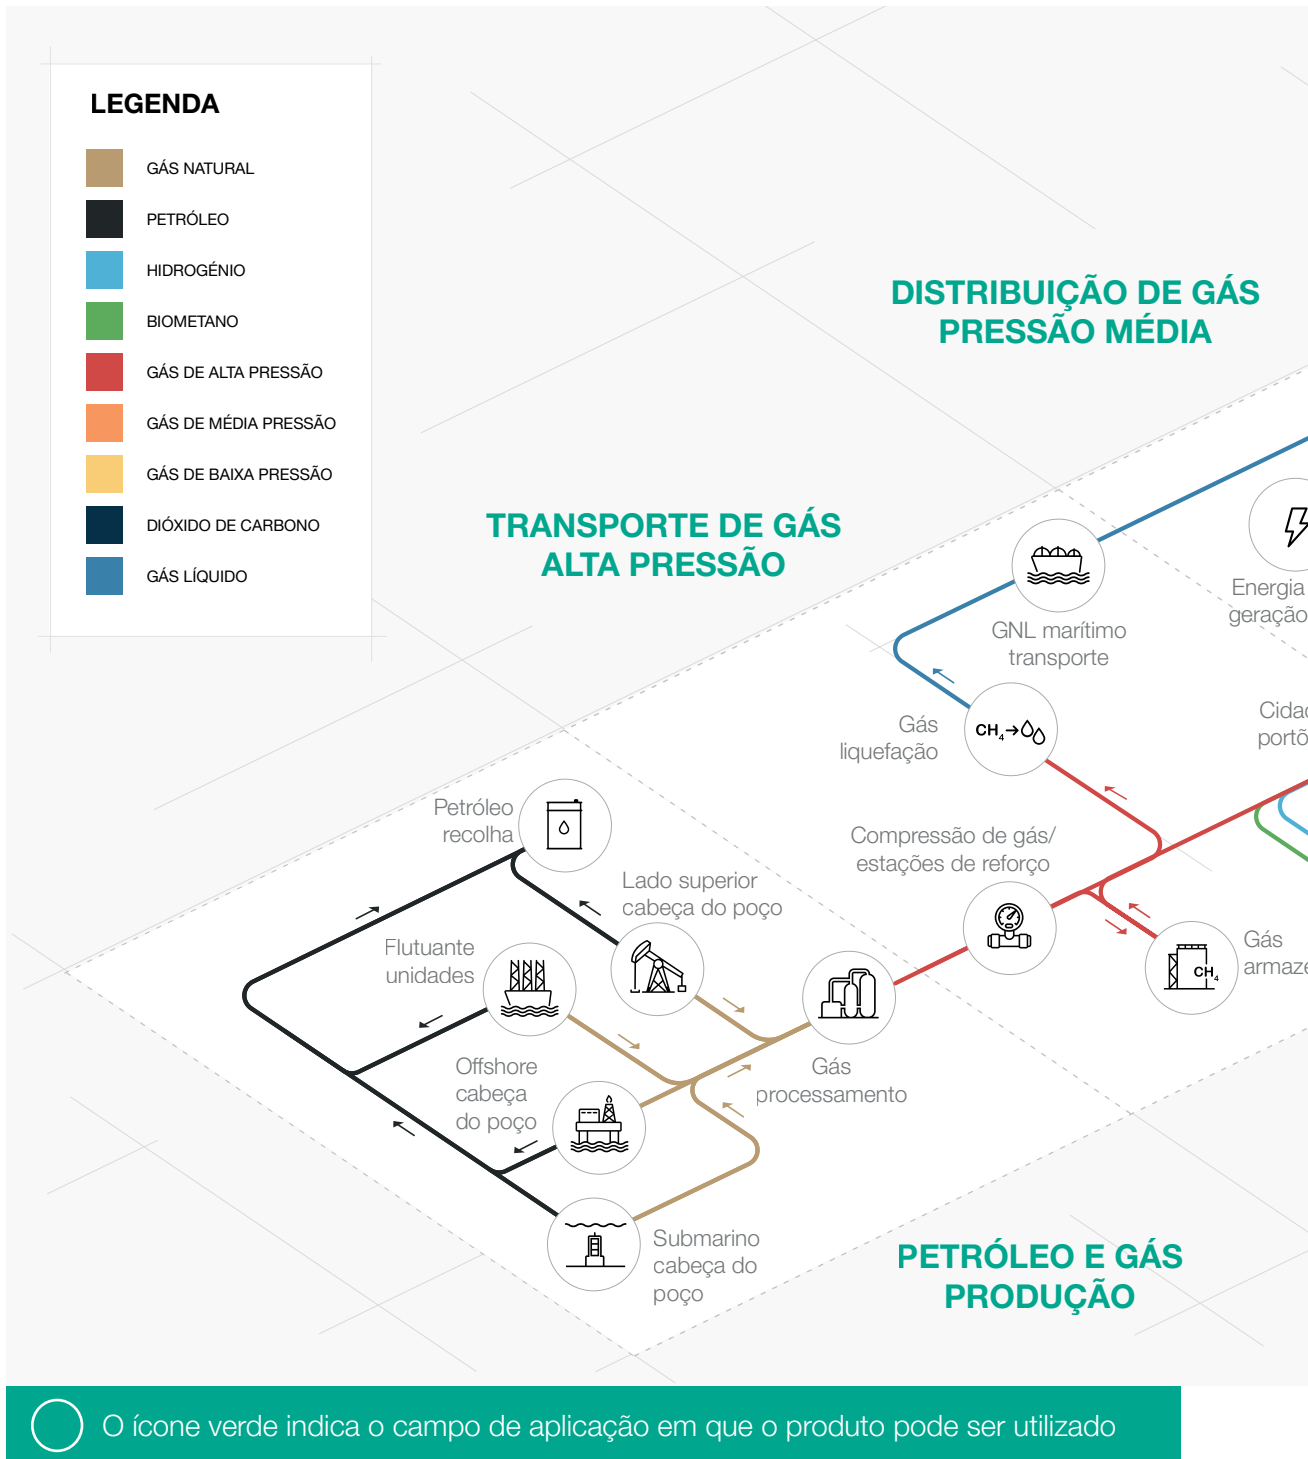 LEGENDA
GÁS NATURAL
PETRÓLEO
HIDROGÉNIO
BIOMETANO
GÁS DE ALTA PRESSÃO
GÁS DE MÉDIA PRESSÃO
GÁS DE BAIXA PRESSÃO
DIÓXIDO DE CARBONO
GÁS LÍQUIDO
DISTRIBUIÇÃO DE GÁS
PRESSÃO MÉDIA
TRANSPORTE DE GÁS
ALTA PRESSÃO
Energia
geração
GNL marítimo
transporte
Gás
liquefação
CH₄→
Petróleo
recolha
Compressão de gás/
estações de reforço
Lado superior
cabeça do poço
Flutuante
unidades
Gás
CH₄
Offshore
cabeça
do poço
Gás
processamento
Submarino
cabeça do
poço
PETRÓLEO E GÁS
PRODUÇÃO
O ícone verde indica o campo de aplicação em que o produto pode ser utilizado